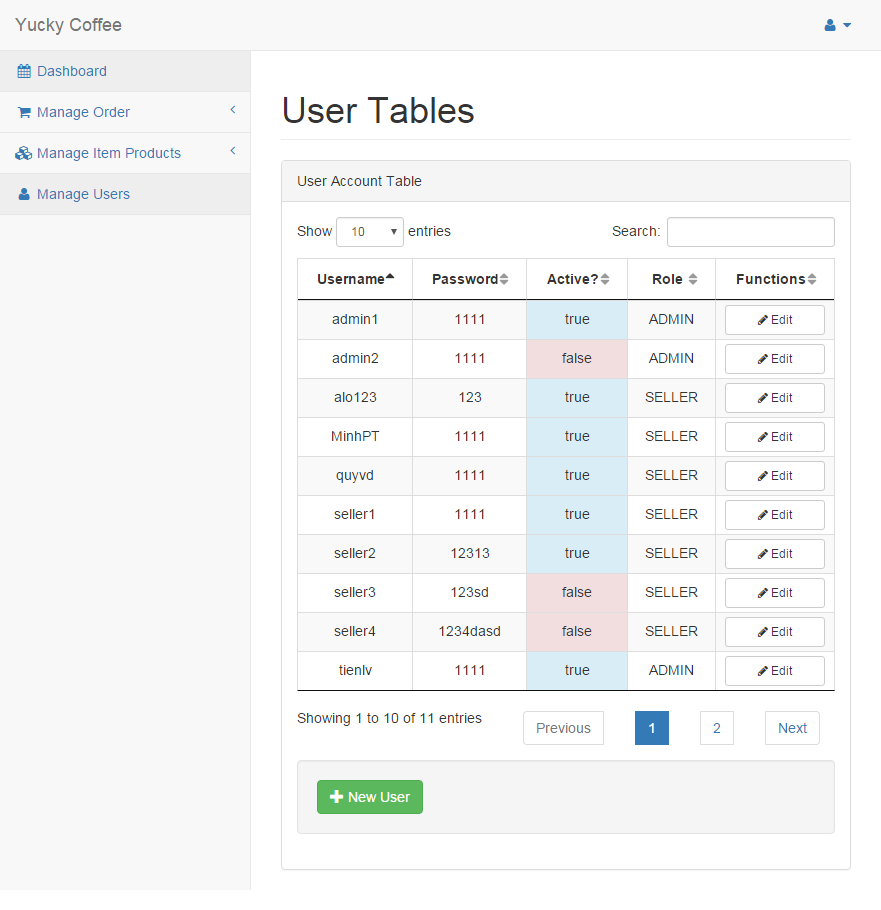 Yucky Coffee
Dashboard
Manage Order
Manage Item Products
Manage Users
User Tables
User Account Table
Show 10 entries Search:
Username Password Active? Role Functions
admin1 1111 true ADMIN Edit
admin2 1111 false ADMIN Edit
alo123 123 true SELLER Edit
MinhPT 1111 true SELLER Edit
quyvd 1111 true SELLER Edit
seller1 1111 true SELLER Edit
seller2 12313 true SELLER Edit
seller3 123sd false SELLER Edit
seller4 1234dasd false SELLER Edit
tienlv 1111 true ADMIN Edit
Showing 1 to 10 of 11 entries Previous 1 2 Next
New User